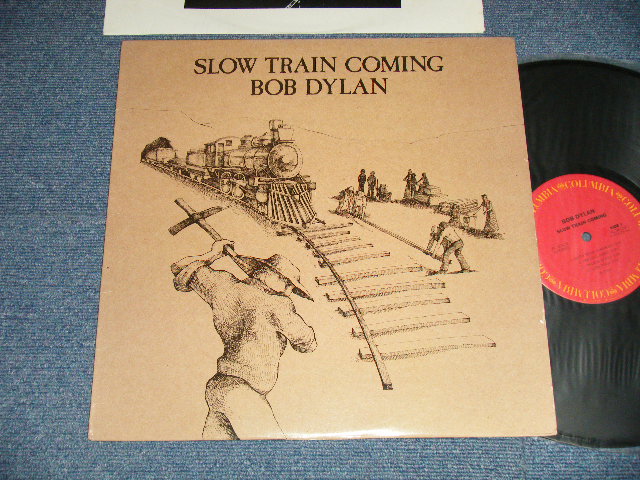 SLOW TRAIN COMING
BOB DYLAN
COLUMBIA
BOB DYLAN
SLOW TRAIN COMING